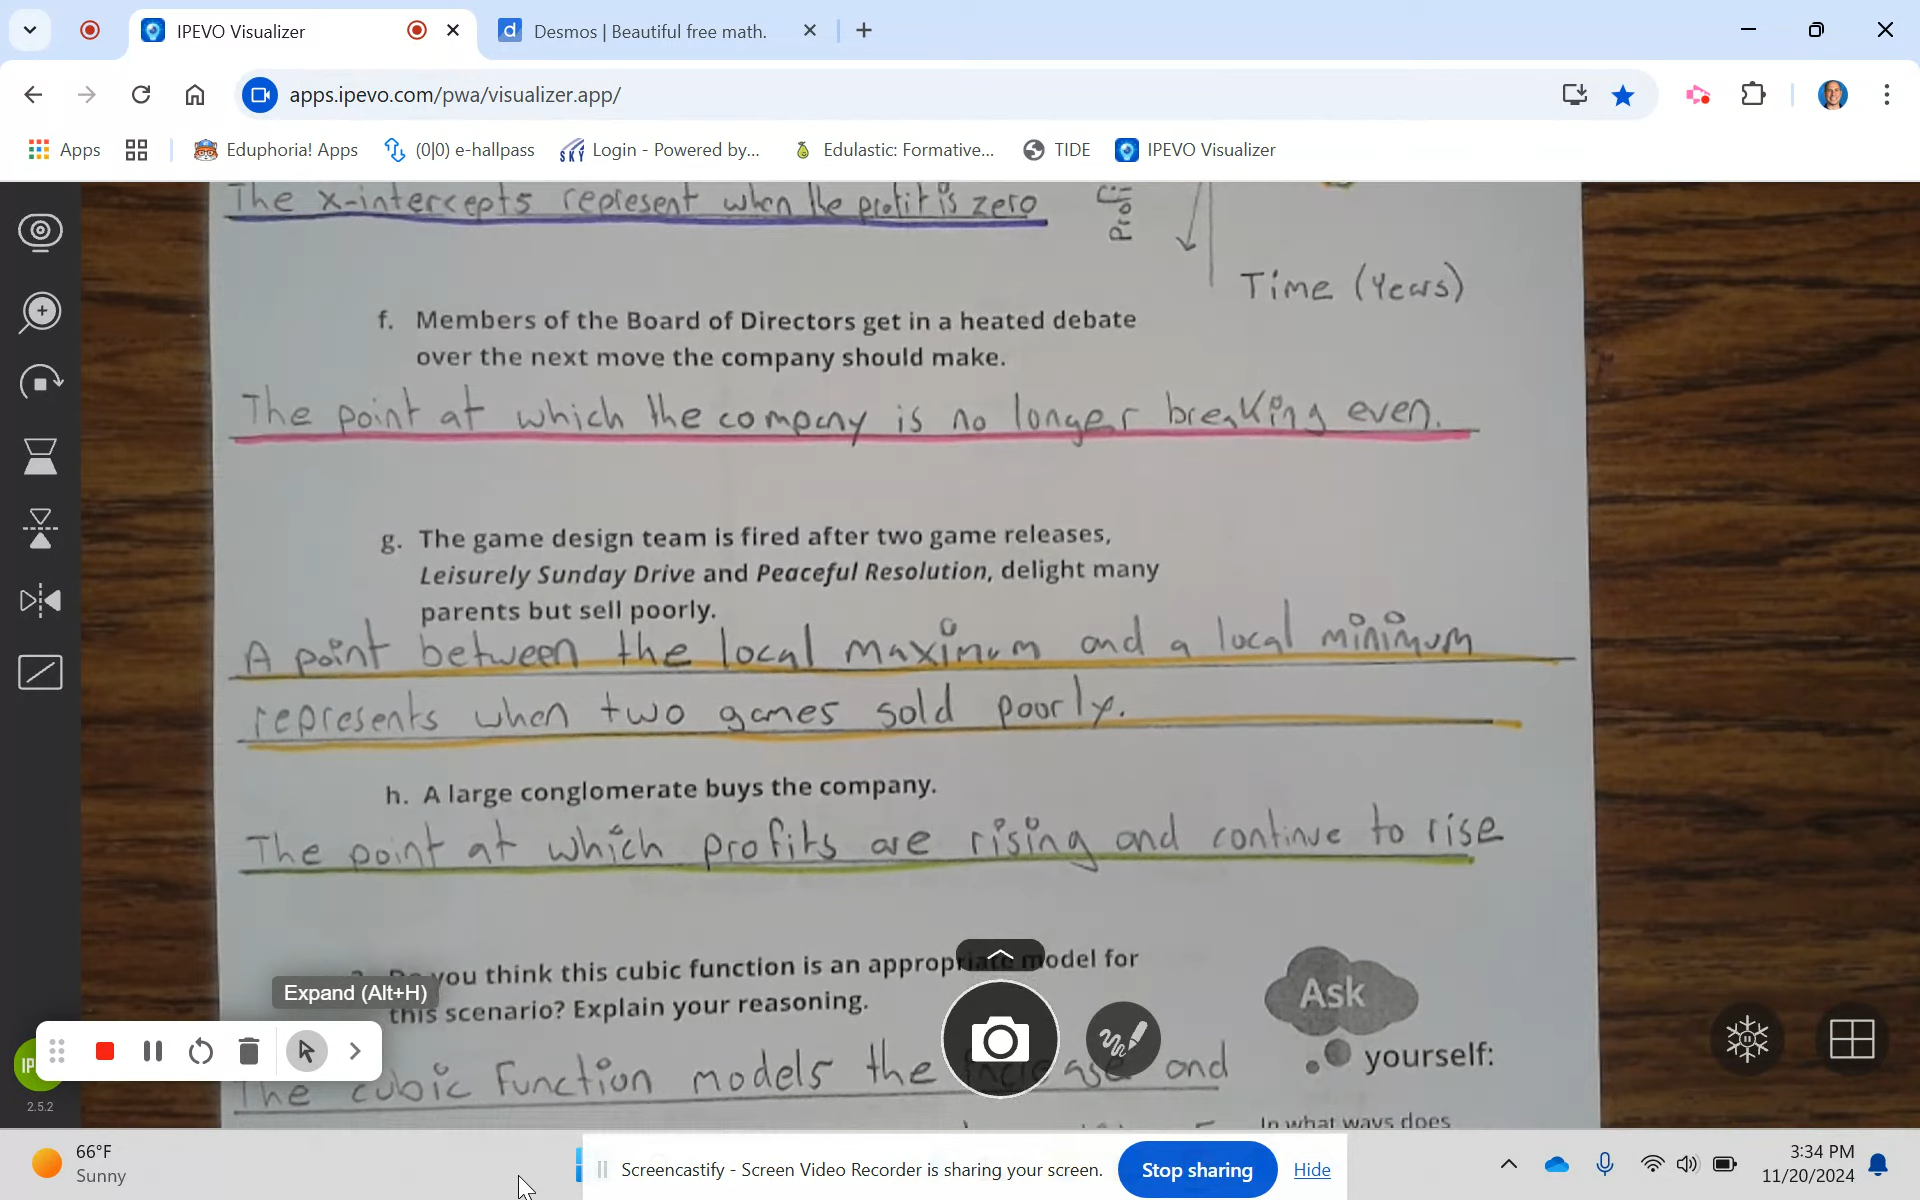 IPEVO Visualizer
Desmos | Beautiful free math.
apps.ipevo.com/pwa/visualizer.app/
Apps
Eduphoria! Apps
(0|0) e-hallpass
SKY Login - Powered by...
Edulastic: Formative...
TIDE
IPEVO Visualizer
The x-intercepts represent when the profit is zero
Time (Years)
f. Members of the Board of Directors get in a heated debate
over the next move the company should make.
The point at which the company is no longer breaking even.
g. The game design team is fired after two game releases,
Leisurely Sunday Drive and Peaceful Resolution, delight many
parents but sell poorly.
A point between the local maximum and a local minimum
represents when two games sold poorly.
h. A large conglomerate buys the company.
The point at which profits are rising and continue to rise
you think this cubic function is an appropriate model for
this scenario? Explain your reasoning.
Ask
yourself:
The cubic function models the increase and
In what ways does
Expand (Alt+H)
2.5.2
66°F
Sunny
Screencastify - Screen Video Recorder is sharing your screen.
Stop sharing
Hide
3:34 PM
11/20/2024